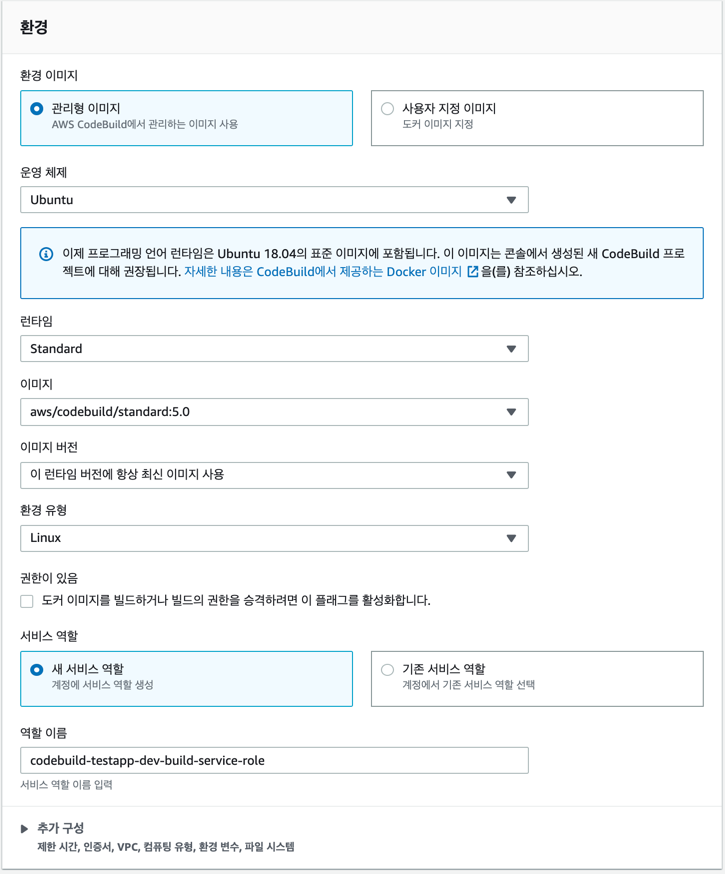 환경
환경 이미지
관리형 이미지
AWS CodeBuild에서 관리하는 이미지 사용
사용자 지정 이미지
도커 이미지 지정
운영 체제
Ubuntu
이제 프로그래밍 언어 런타임은 Ubuntu 18.04의 표준 이미지에 포함됩니다. 이 이미지는 콘솔에서 생성된 새 CodeBuild 프로
젝트에 대해 권장됩니다. 자세한 내용은 CodeBuild에서 제공하는 Docker 이미지 을(를) 참조하십시오.
런타임
Standard
이미지
aws/codebuild/standard:5.0
이미지 버전
이 런타임 버전에 항상 최신 이미지 사용
환경 유형
Linux
권한이 있음
도커 이미지를 빌드하거나 빌드의 권한을 승격하려면 이 플래그를 활성화합니다.
서비스 역할
새 서비스 역할
계정에 서비스 역할 생성
기존 서비스 역할
계정에서 기존 서비스 역할 선택
역할 이름
codebuild-testapp-dev-build-service-role
서비스 역할 이름 입력
추가 구성
제한 시간, 인증서, VPC, 컴퓨팅 유형, 환경 변수, 파일 시스템